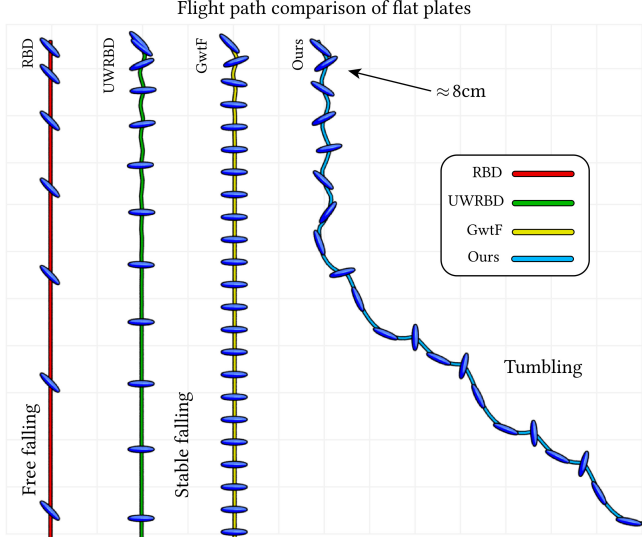 Flight path comparison of flat plates
RBD
UWRBD
GwtF
Ours
≈8cm
RBD
UWRBD
GwtF
Ours
Tumbling
Free falling
Stable falling